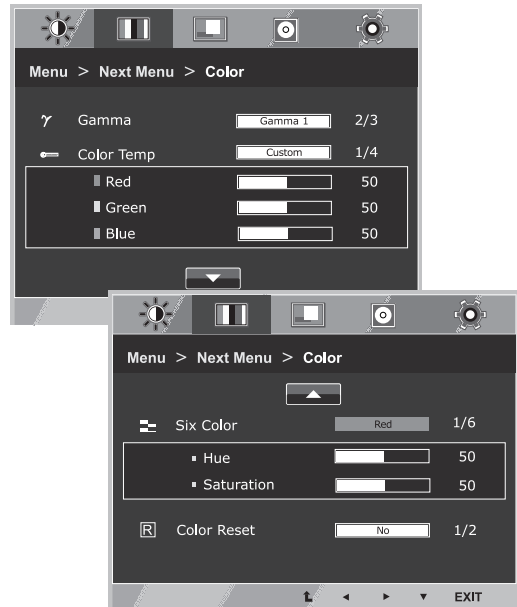 Menu > Next Menu > Color
γ Gamma Gamma 1 2/3
Color Temp Custom 1/4
Red 50
Green 50
Blue 50
Menu > Next Menu > Color
Six Color Red 1/6
Hue 50
Saturation 50
R Color Reset No 1/2
EXIT